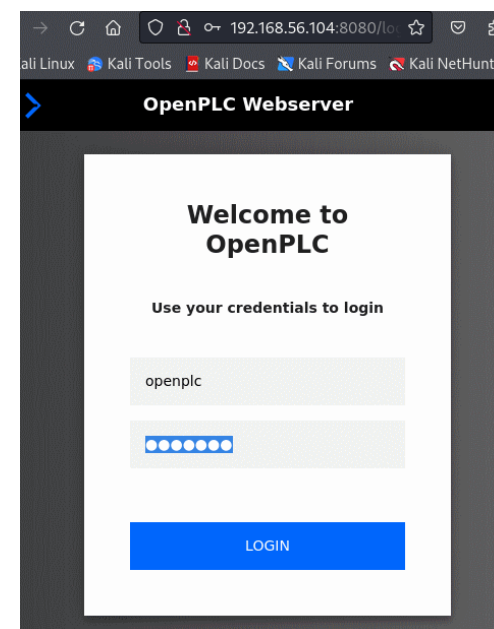 192.168.56.104:8080/lo
ali Linux Kali Tools Kali Docs Kali Forums Kali NetHunt
OpenPLC Webserver
Welcome to
OpenPLC
Use your credentials to login
openplc
●●●●●●●
LOGIN